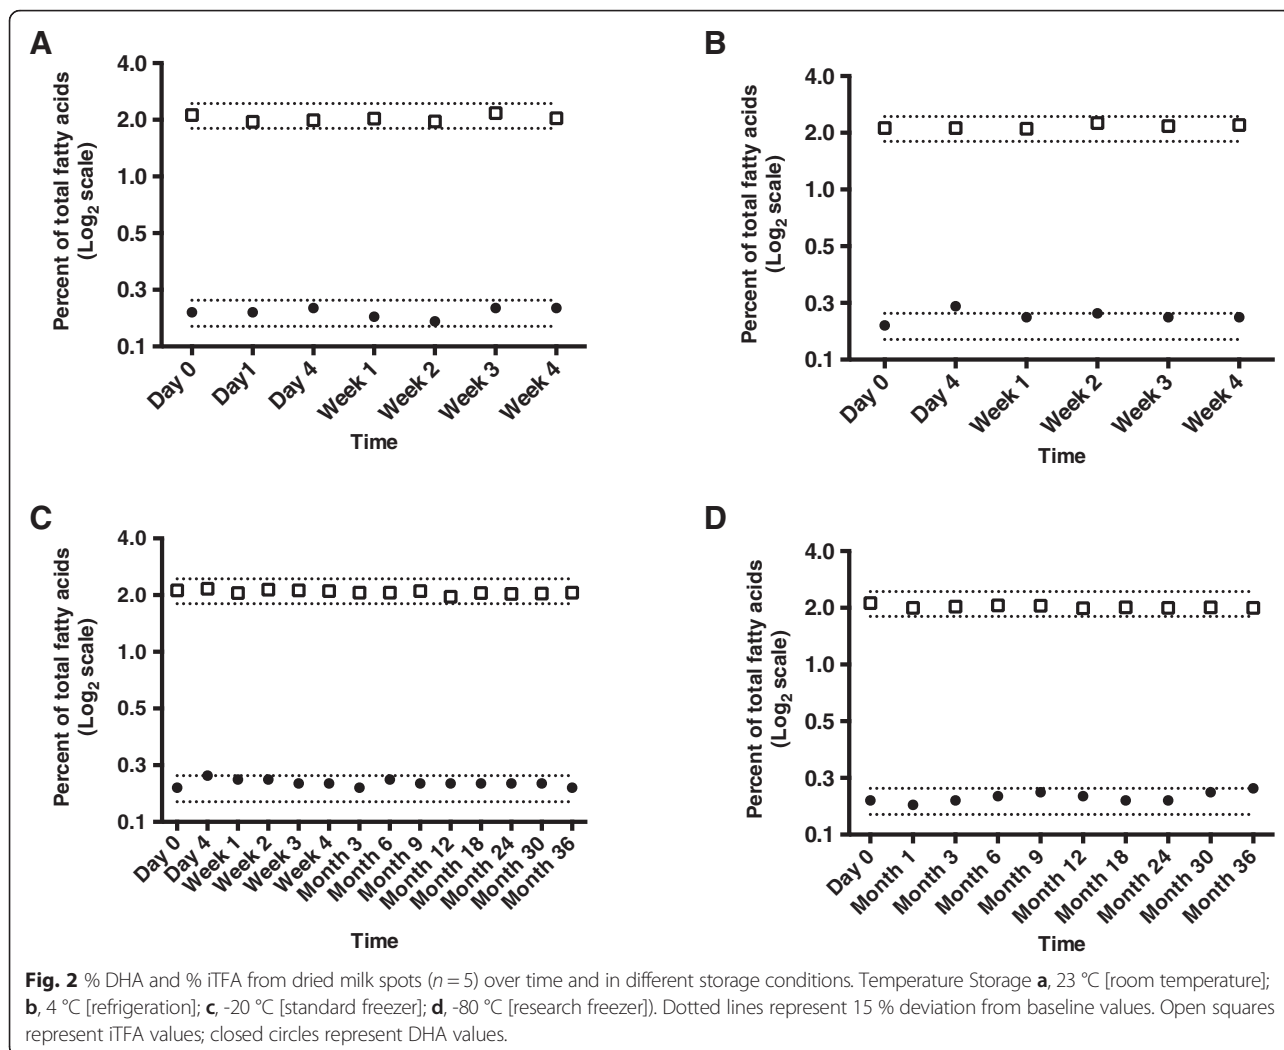 A
Percent of total fatty acids
(Log2 scale)
4.0
2.0
1.0
0.5
0.3
0.1
Day 0
Day1
Day 4
Week 1
Week 2
Week 3
Week 4
Time
B
Percent of total fatty acids
(Log2 scale)
4.0
2.0
1.0
0.5
0.3
0.1
Day 0
Day 4
Week 1
Week 2
Week 3
Week 4
Time
C
Percent of total fatty acids
(Log2 scale)
4.0
2.0
1.0
0.5
0.3
0.1
Day 0
Day 4
Week 1
Week 2
Week 3
Week 4
Month 3
Month 6
Month 9
Month 12
Month 18
Month 24
Month 30
Month 36
Time
D
Percent of total fatty acids
(Log2 scale)
4.0
2.0
1.0
0.5
0.3
0.1
Day 0
Month 1
Month 3
Month 6
Month 9
Month 12
Month 18
Month 24
Month 30
Month 36
Time
Fig. 2 % DHA and % iTFA from dried milk spots (n = 5) over time and in different storage conditions. Temperature Storage a, 23 °C [room temperature];
b, 4 °C [refrigeration]; c, -20 °C [standard freezer]; d, -80 °C [research freezer]). Dotted lines represent 15 % deviation from baseline values. Open squares
represent iTFA values; closed circles represent DHA values.